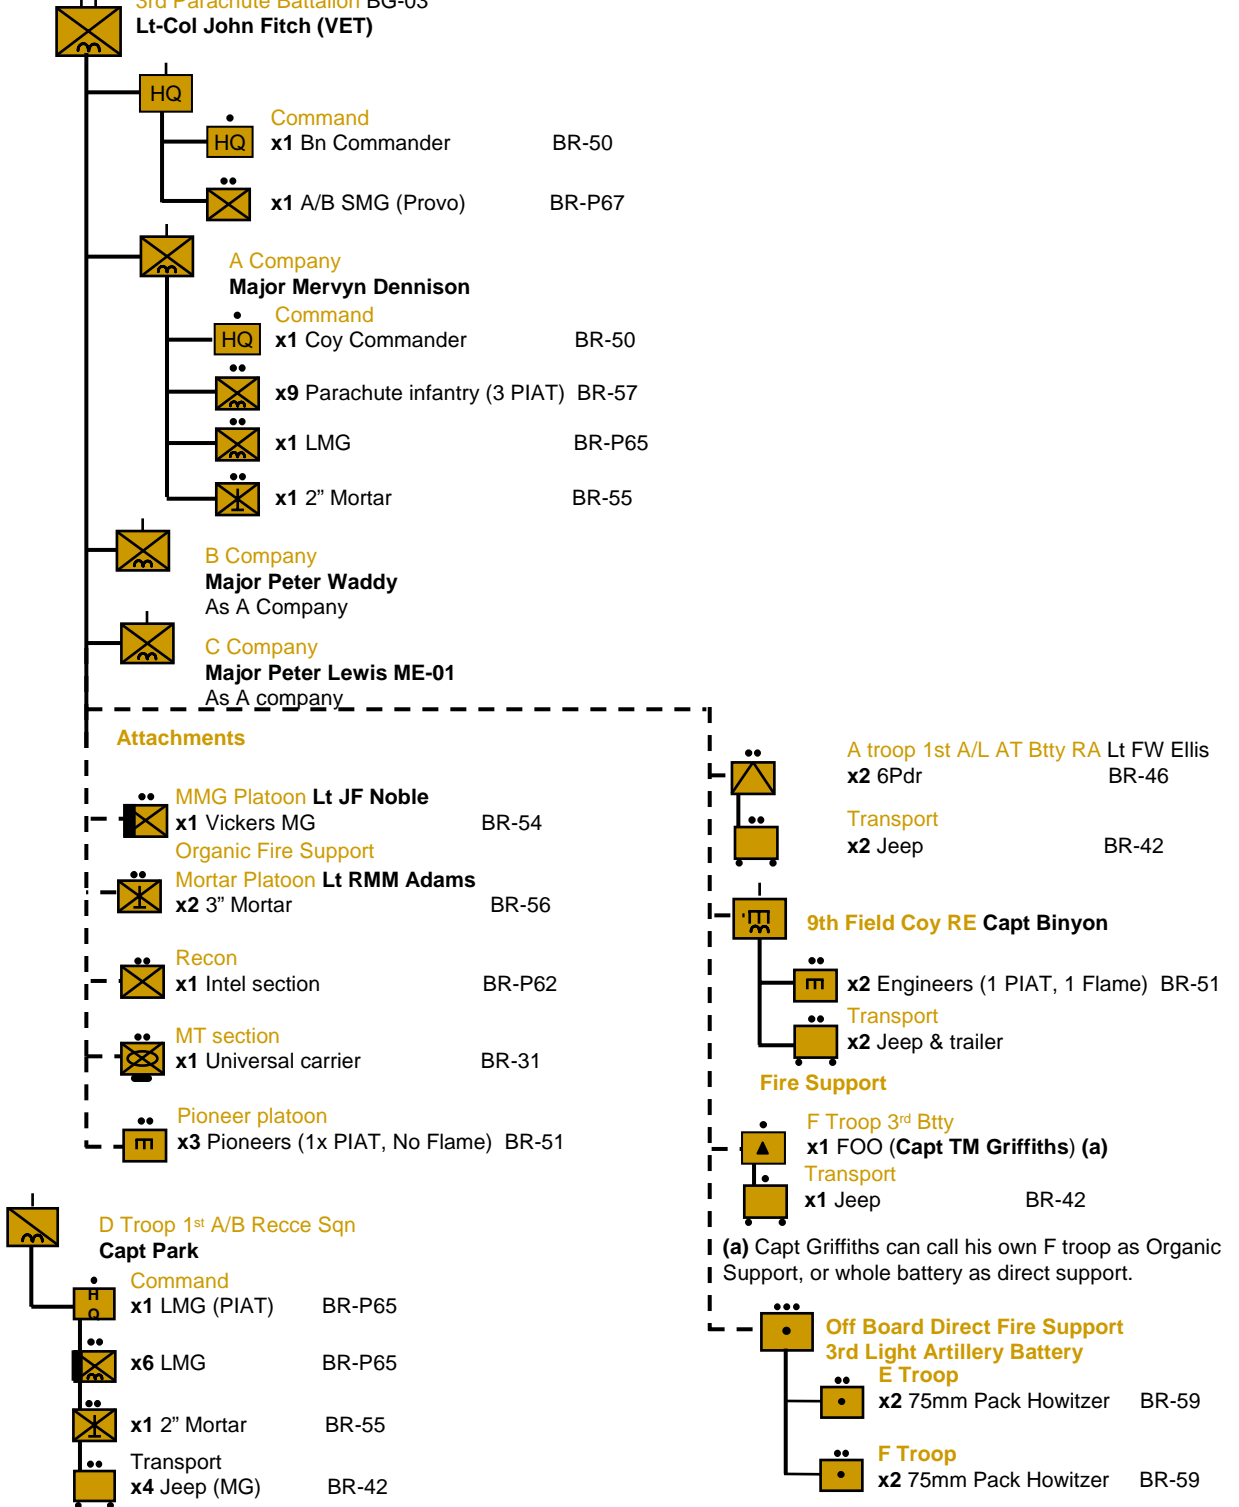 3rd Parachute Battalion BG-03
Lt-Col John Fitch (VET)
HQ
Command
HQ x1 Bn Commander BR-50
x1 A/B SMG (Provo) BR-P67
A Company
Major Mervyn Dennison
Command
HQ x1 Coy Commander BR-50
x9 Parachute infantry (3 PIAT) BR-57
x1 LMG BR-P65
x1 2” Mortar BR-55
B Company
Major Peter Waddy
As A Company
C Company
Major Peter Lewis ME-01
As A company
Attachments
MMG Platoon Lt JF Noble
x1 Vickers MG BR-54
Organic Fire Support
Mortar Platoon Lt RMM Adams
x2 3” Mortar BR-56
Recon
x1 Intel section BR-P62
MT section
x1 Universal carrier BR-31
Pioneer platoon
x3 Pioneers (1x PIAT, No Flame) BR-51
D Troop 1st A/B Recce Sqn
Capt Park
Command
HQ x1 LMG (PIAT) BR-P65
x6 LMG BR-P65
x1 2” Mortar BR-55
Transport
x4 Jeep (MG) BR-42
A troop 1st A/L AT Btty RA Lt FW Ellis
x2 6Pdr BR-46
Transport
x2 Jeep BR-42
9th Field Coy RE Capt Binyon
x2 Engineers (1 PIAT, 1 Flame) BR-51
Transport
x2 Jeep & trailer
Fire Support
F Troop 3rd Btty
x1 FOO (Capt TM Griffiths) (a)
Transport
x1 Jeep BR-42
(a) Capt Griffiths can call his own F troop as Organic
Support, or whole battery as direct support.
Off Board Direct Fire Support
3rd Light Artillery Battery
E Troop
x2 75mm Pack Howitzer BR-59
F Troop
x2 75mm Pack Howitzer BR-59